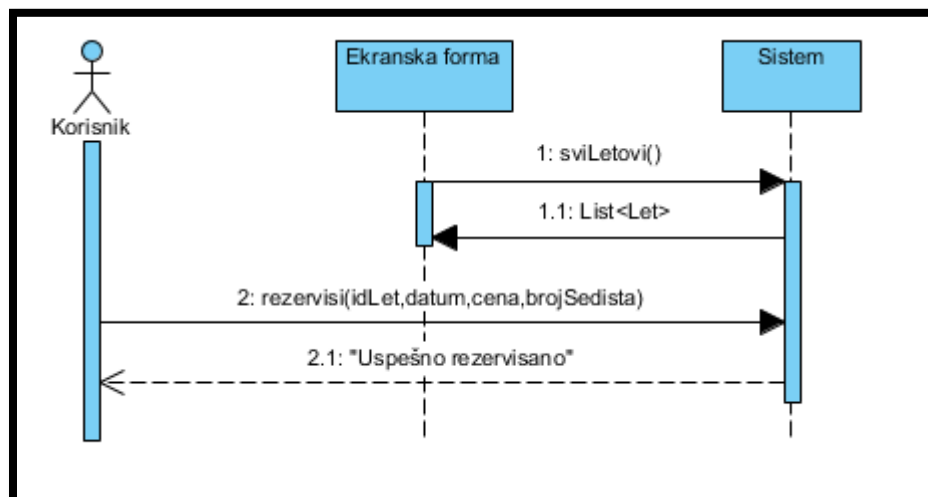 Ekranska forma
Sistem
Korisnik
1: sviLetovi()
1.1: List<Let>
2: rezervisi(idLet,datum,cena,brojSedista)
2.1: "Uspešno rezervisano"